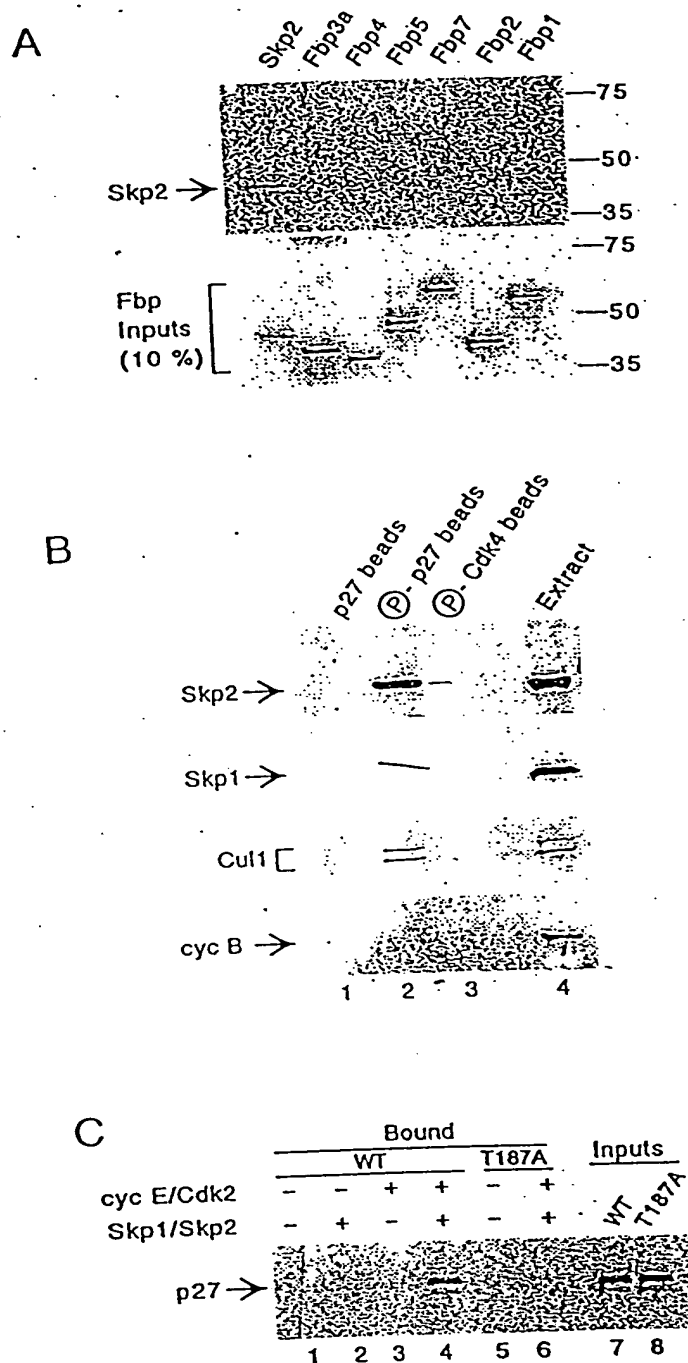 A
Skp2 Fbp3a Fbp4 Fbp5 Fbp7 Fbp2 Fbp1
75
50
Skp2
35
75
Fbp
Inputs
(10 %)
50
35
B
p27 beads
P - p27 beads
P - Cdk4 beads
Extract
Skp2
Skp1
Cul1
cyc B
1 2 3 4
C
Bound
Inputs
WT T187A
cyc E/Cdk2 - - + + - +
Skp1/Skp2 - + - + - +
WT T187A
p27
1 2 3 4 5 6 7 8